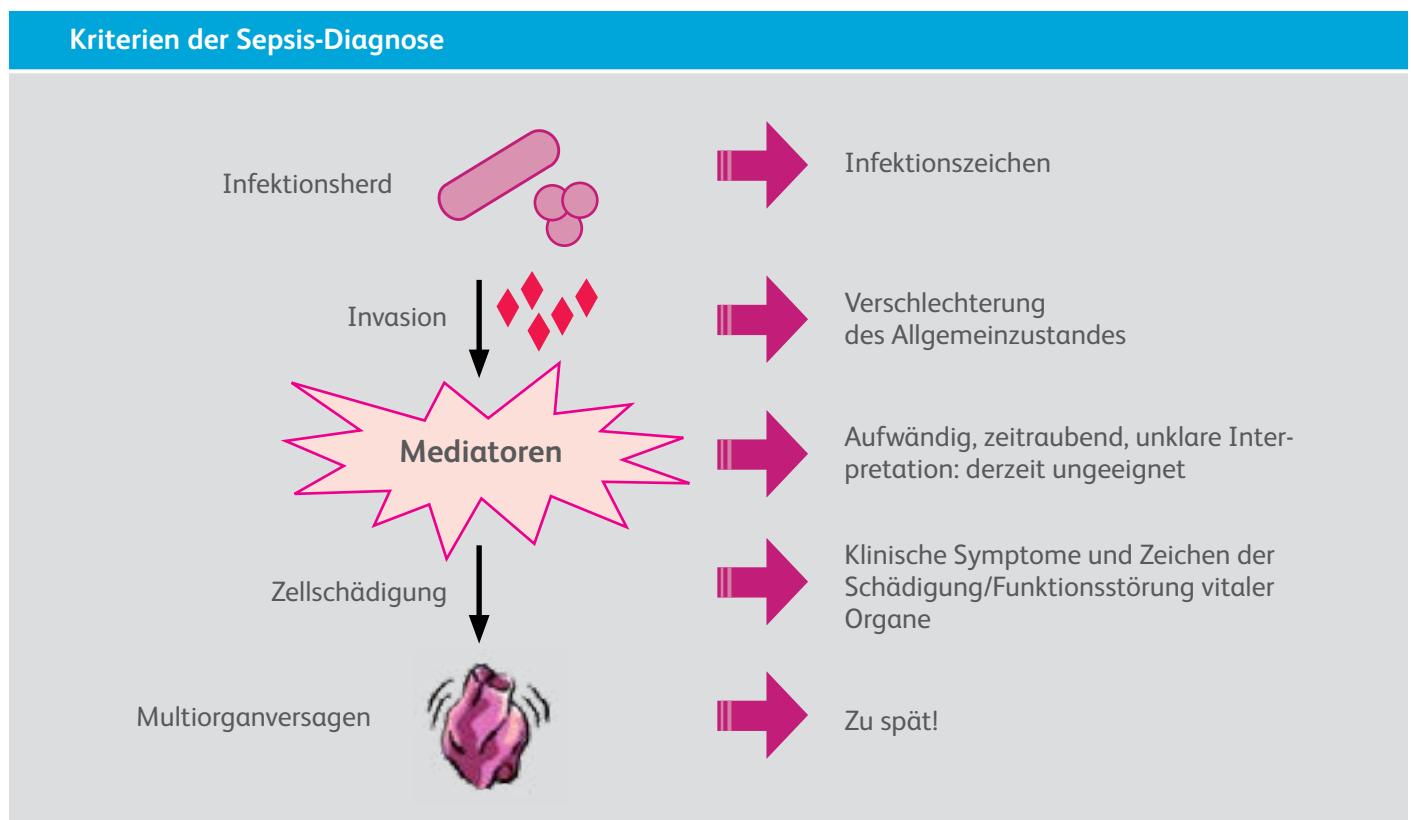 Kriterien der Sepsis-Diagnose
Infektionsherd
Infektionszeichen
Invasion
Verschlechterung
des Allgemeinzustandes
Mediatoren
Aufwändig, zeitraubend, unklare Inter-
pretation: derzeit ungeeignet
Zellschädigung
Klinische Symptome und Zeichen der
Schädigung/Funktionsstörung vitaler
Organe
Multiorganversagen
Zu spät!